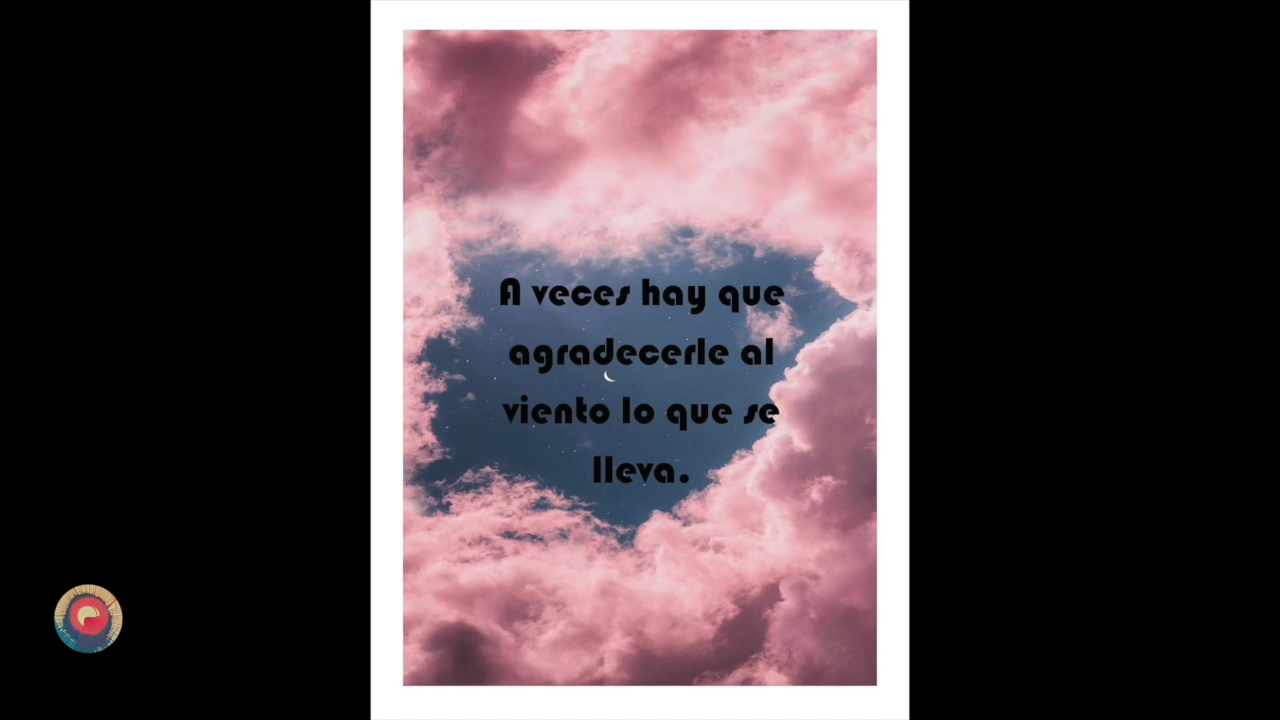 A veces hay que
agradecerle al
viento lo que se
lleva.